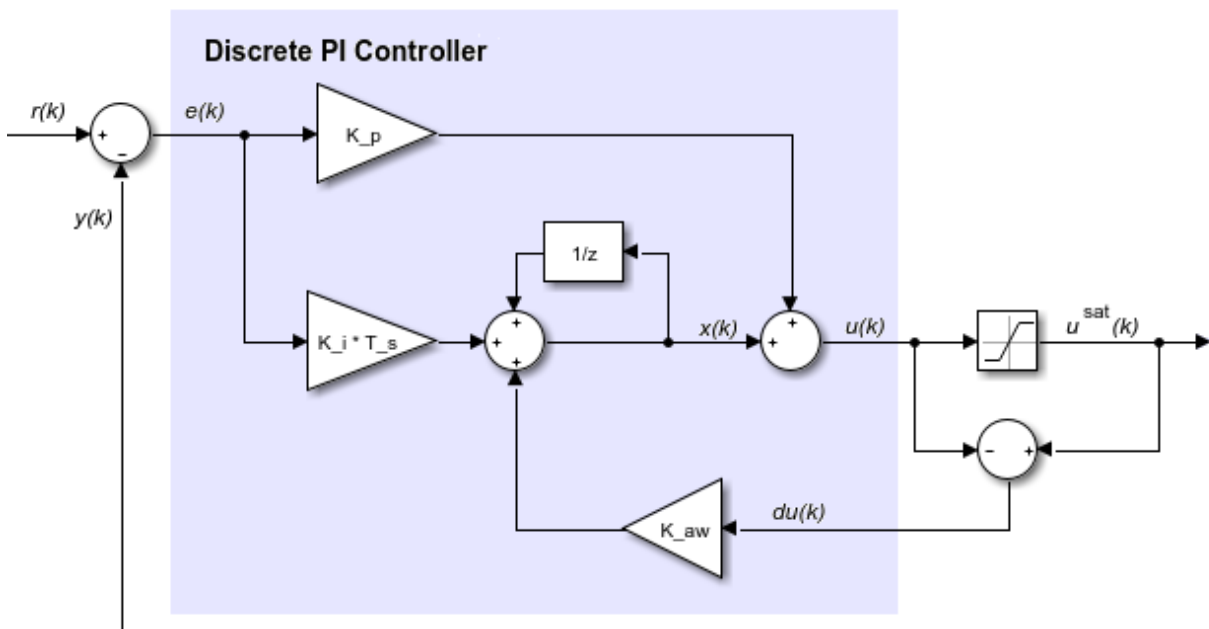 Discrete PI Controller
r(k)
+
−
e(k)
K_p
y(k)
1/z
+
+
+
K_i * T_s
x(k)
+
+
u(k)
u^sat(k)
−
+
K_aw
du(k)